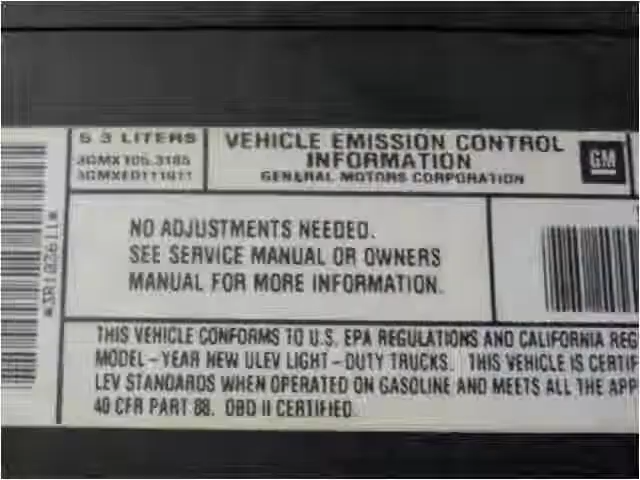 5.3 LITERS
VEHICLE EMISSION CONTROL
INFORMATION
GENERAL MOTORS CORPORATION
GM
NO ADJUSTMENTS NEEDED.
SEE SERVICE MANUAL OR OWNERS
MANUAL FOR MORE INFORMATION.
THIS VEHICLE CONFORMS TO U.S. EPA REGULATIONS AND CALIFORNIA REG
MODEL-YEAR NEW ULEV LIGHT-DUTY TRUCKS. THIS VEHICLE IS CERTIF
LEV STANDARDS WHEN OPERATED ON GASOLINE AND MEETS ALL THE APP
40 CFR PART 88. OBD II CERTIFIED.